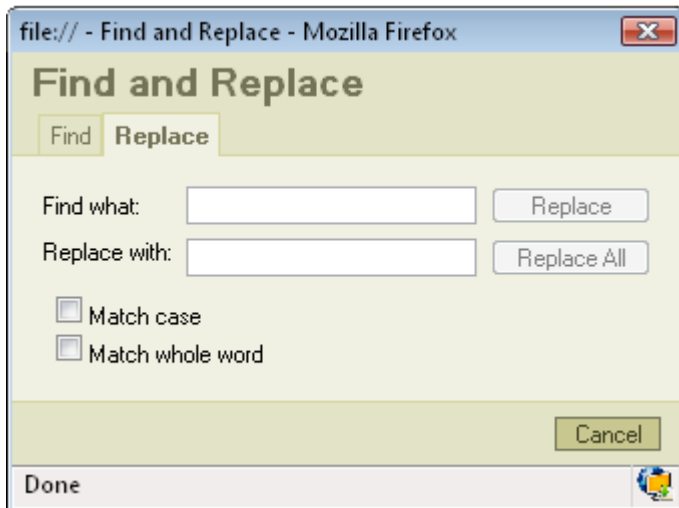 file:// - Find and Replace - Mozilla Firefox
Find and Replace
Find Replace
Find what: Replace
Replace with: Replace All
Match case
Match whole word
Cancel
Done